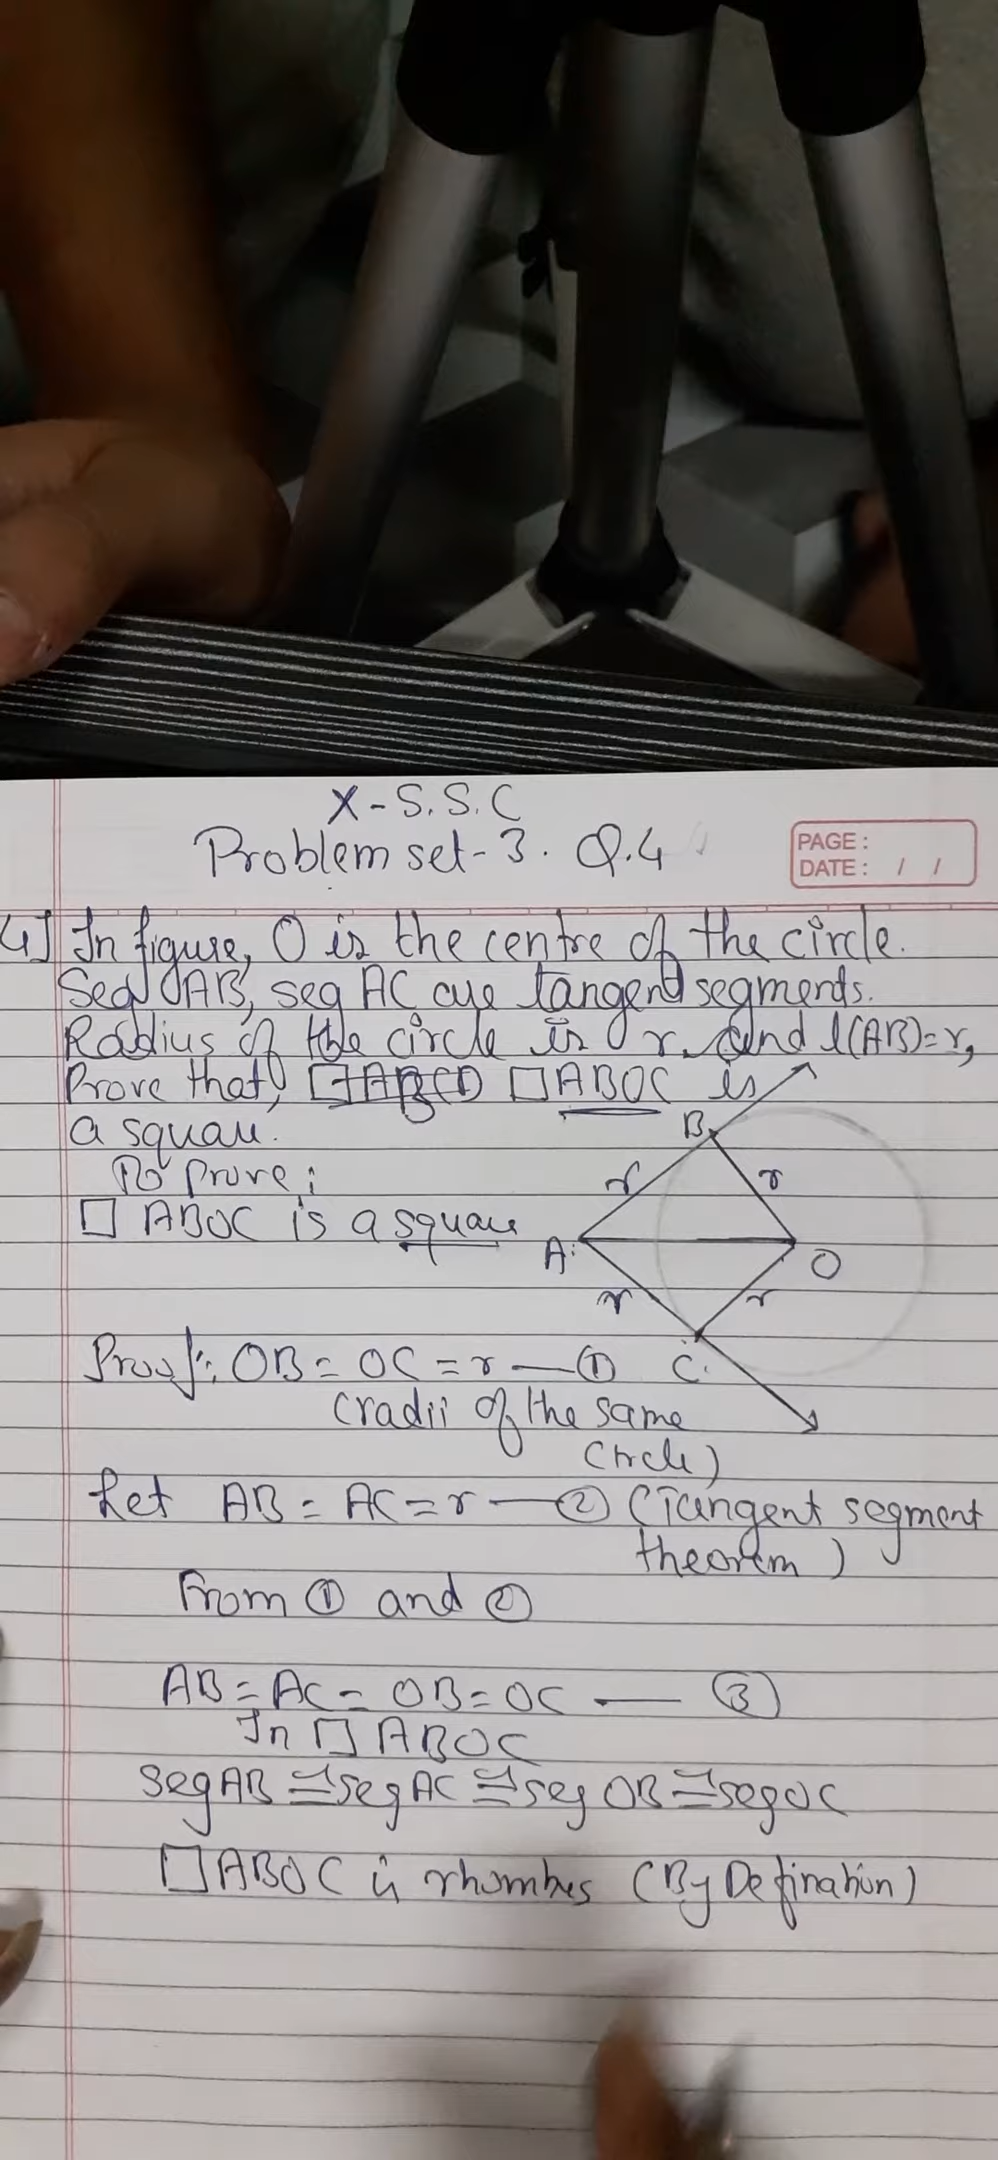 X-S.S.C
Problem set-3. Q.4
PAGE:
DATE: / /
4] In figure, O is the centre of the circle.
Seg AB, seg AC are tangent segments.
Radius of the circle is r and l(AB)=r,
Prove that, □ABCD □ABOC is
a square.
To prove:
□ ABOC is a square
B
r
r
A
O
r
r
C
Proof: OB = OC = r — ①
(radii of the same
circle)
Let AB = AC = r — ② (Tangent segment
theorem)
From ① and ②
AB = AC = OB = OC — ③
In □ ABOC
seg AB ≅ seg AC ≅ seg OB ≅ seg OC
□ABOC is rhombus (By Defination)